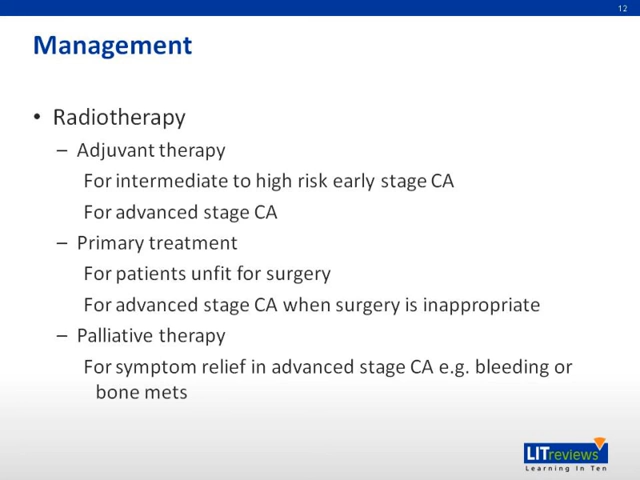 12
Management
• Radiotherapy
– Adjuvant therapy
For intermediate to high risk early stage CA
For advanced stage CA
– Primary treatment
For patients unfit for surgery
For advanced stage CA when surgery is inappropriate
– Palliative therapy
For symptom relief in advanced stage CA e.g. bleeding or
bone mets
LITreviews
Learning In Ten